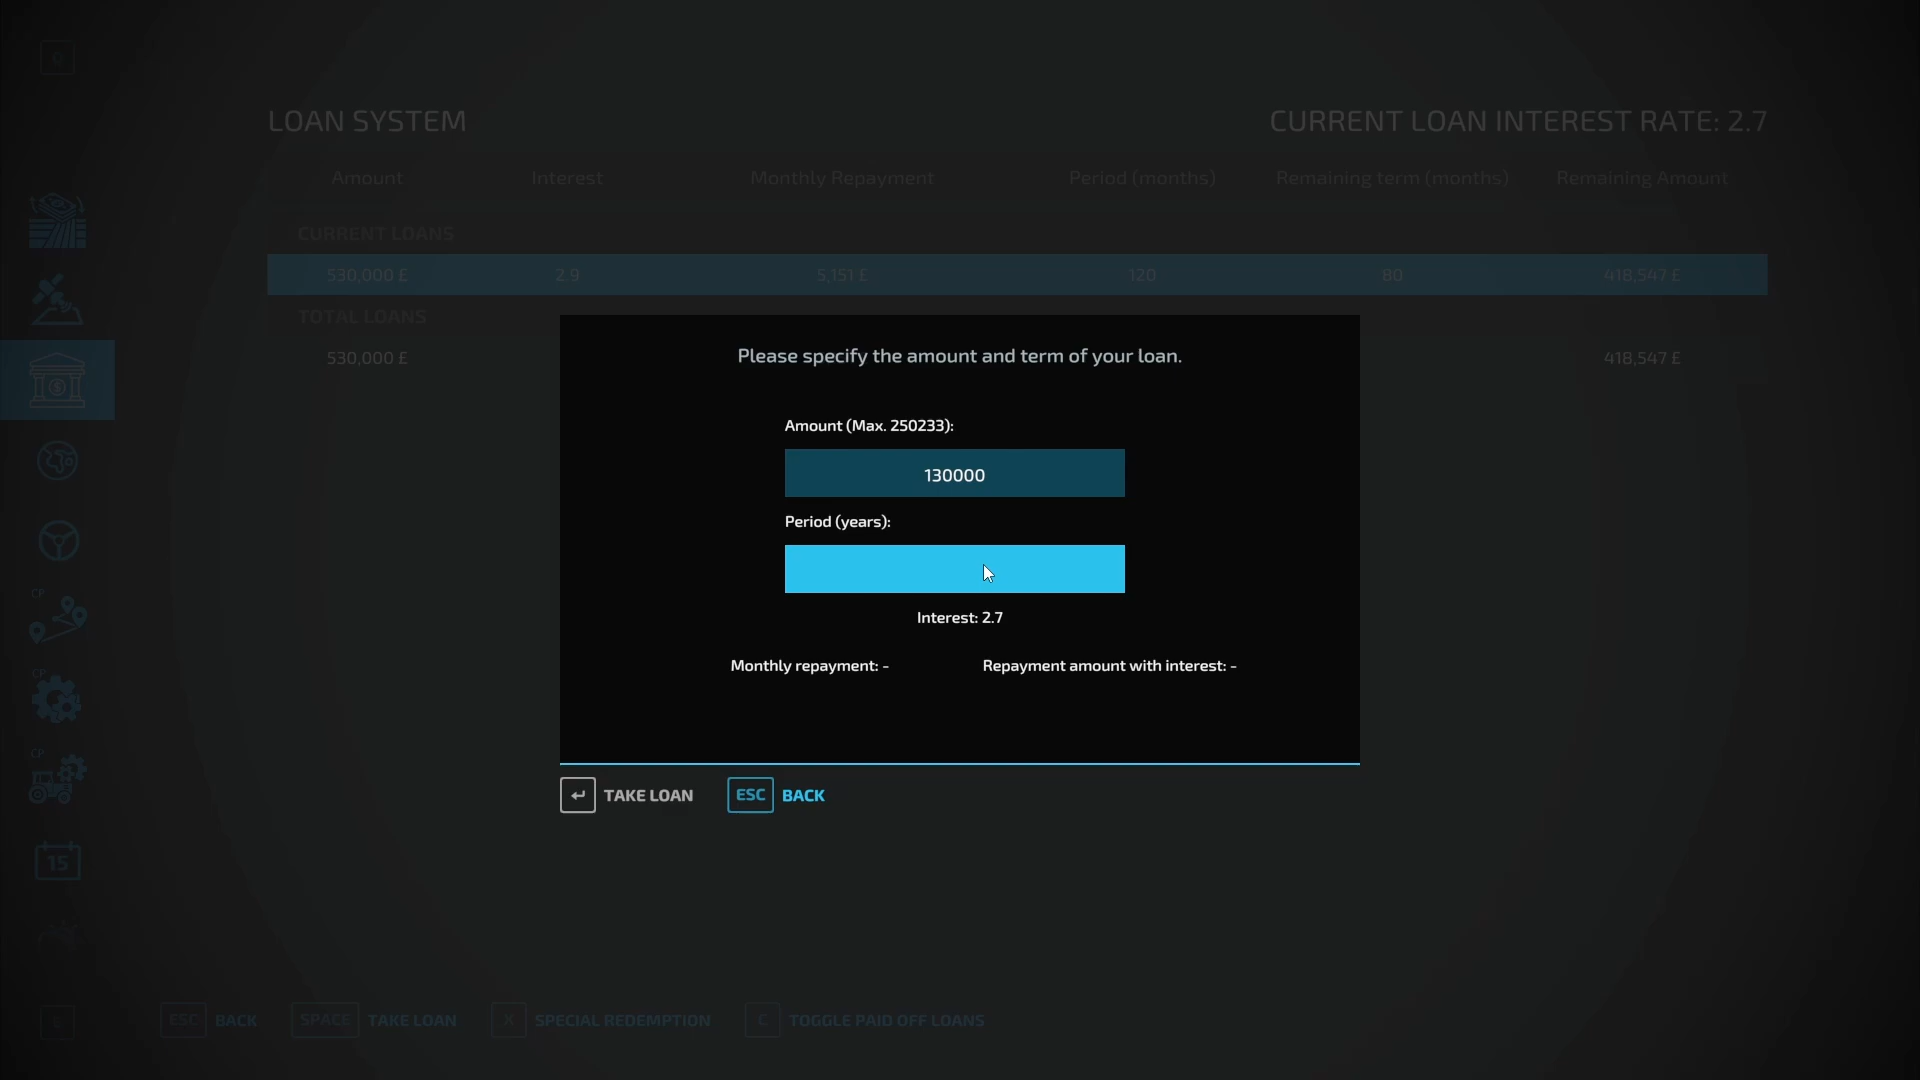 Q
LOAN SYSTEM
CURRENT LOAN INTEREST RATE: 2.7
Amount Interest Monthly Repayment Period (months) Remaining term (months) Remaining Amount
CURRENT LOANS
530,000 £ 2.9 5,151 £ 120 80 418,547 £
TOTAL LOANS
530,000 £ 418,547 £
Please specify the amount and term of your loan.
Amount (Max. 250233):
130000
Period (years):
Interest: 2.7
Monthly repayment: -
Repayment amount with interest: -
TAKE LOAN
ESC BACK
CP
CP
CP
15
E
ESC BACK SPACE TAKE LOAN X SPECIAL REDEMPTION C TOGGLE PAID OFF LOANS